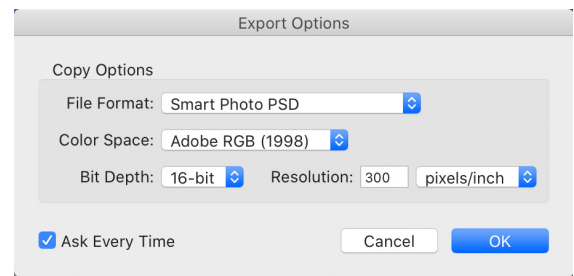 Export Options
Copy Options
File Format: Smart Photo PSD
Color Space: Adobe RGB (1998)
Bit Depth: 16-bit Resolution: 300 pixels/inch
Ask Every Time Cancel OK